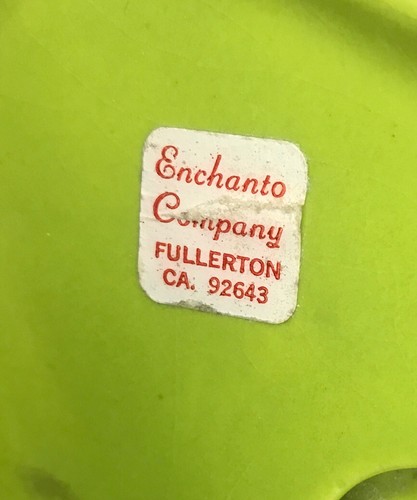 Enchanto
Company
FULLERTON
CA. 92643